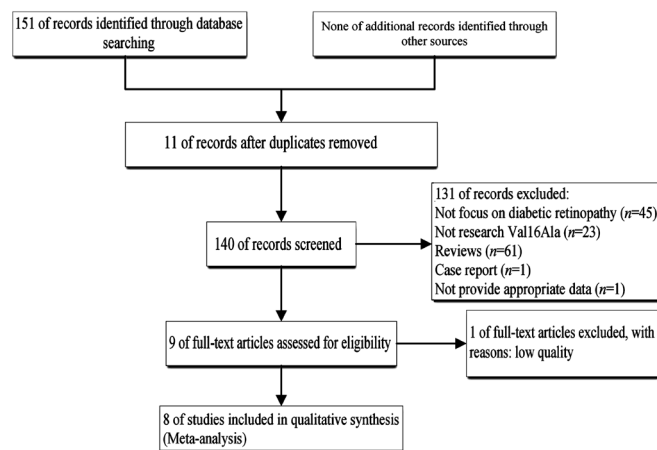 151 of records identified through database
searching
None of additional records identified through
other sources
11 of records after duplicates removed
140 of records screened
131 of records excluded:
Not focus on diabetic retinopathy (n=45)
Not research Val16Ala (n=23)
Reviews (n=61)
Case report (n=1)
Not provide appropriate data (n=1)
9 of full-text articles assessed for eligibility
1 of full-text articles excluded, with
reasons: low quality
8 of studies included in qualitative synthesis
(Meta-analysis)